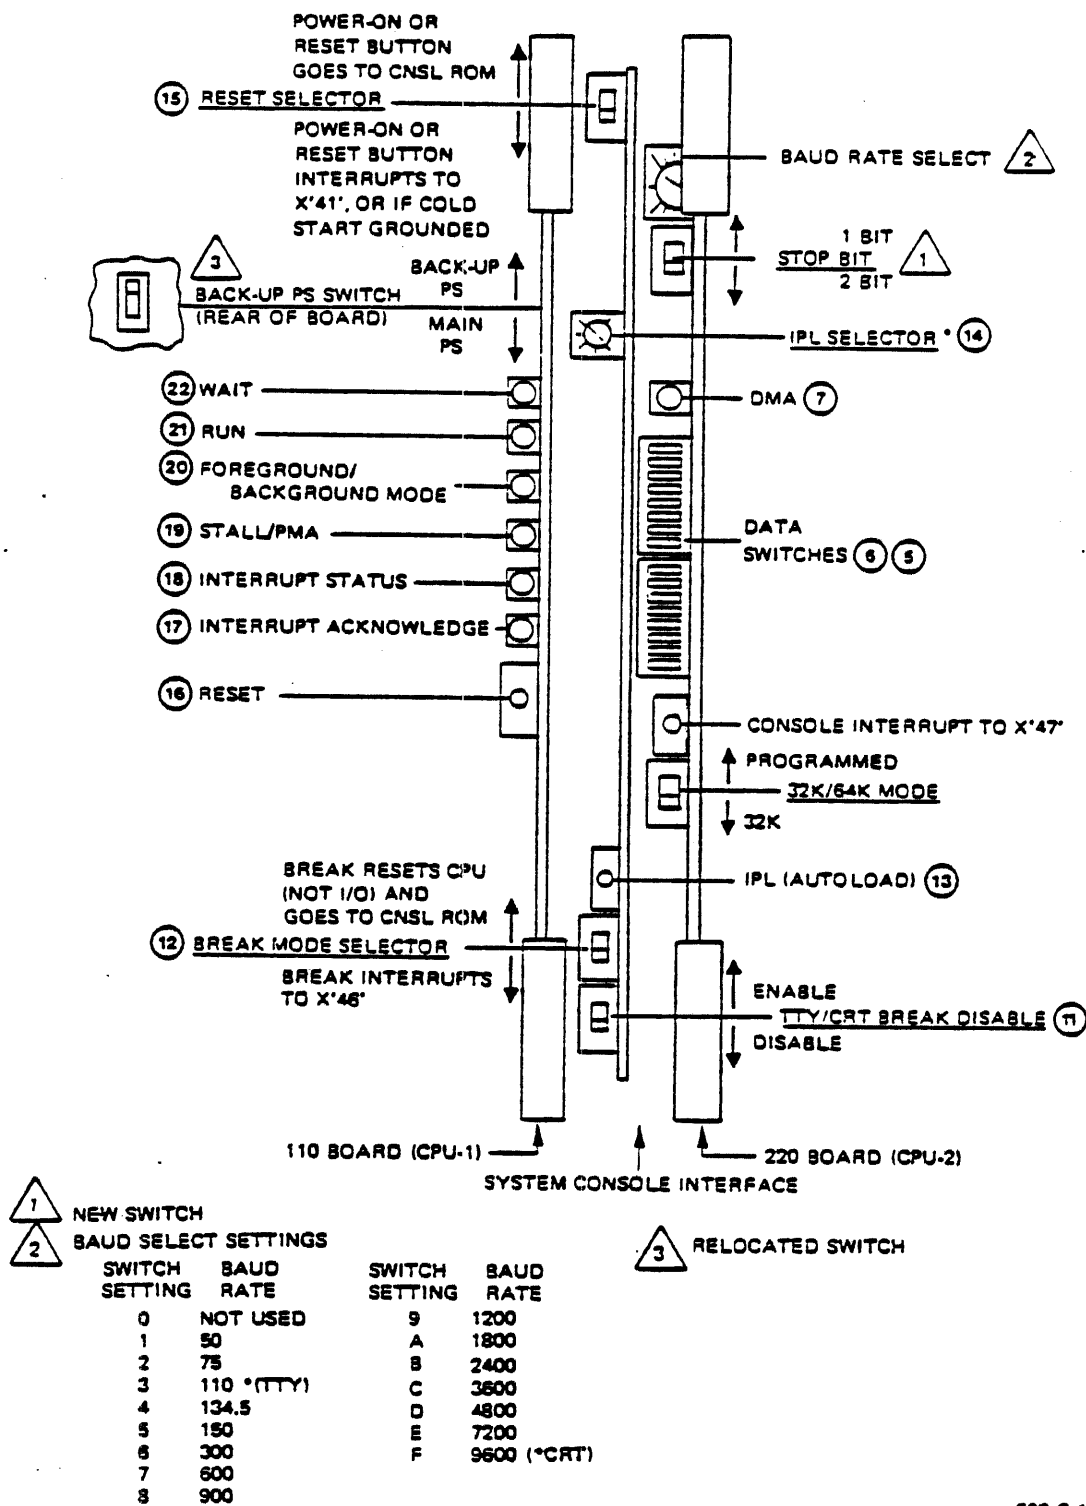 POWER-ON OR
RESET BUTTON
GOES TO CNSL ROM
15 RESET SELECTOR
POWER-ON OR
RESET BUTTON
INTERRUPTS TO
X'41', OR IF COLD
START GROUNDED
BAUD RATE SELECT 2
1 BIT
STOP BIT 1
2 BIT
3
BACK-UP PS SWITCH
(REAR OF BOARD)
BACK-UP
PS
MAIN
PS
IPL SELECTOR * 14
22 WAIT
DMA 7
21 RUN
20 FOREGROUND/
BACKGROUND MODE
19 STALL/PMA
DATA
SWITCHES 6 5
18 INTERRUPT STATUS
17 INTERRUPT ACKNOWLEDGE
16 RESET
CONSOLE INTERRUPT TO X'47'
PROGRAMMED
32K/64K MODE
32K
BREAK RESETS CPU
(NOT I/O) AND
GOES TO CNSL ROM
IPL (AUTOLOAD) 13
12 BREAK MODE SELECTOR
BREAK INTERRUPTS
TO X'46'
ENABLE
TTY/CRT BREAK DISABLE 11
DISABLE
110 BOARD (CPU-1)
220 BOARD (CPU-2)
SYSTEM CONSOLE INTERFACE
1 NEW SWITCH
2 BAUD SELECT SETTINGS
3 RELOCATED SWITCH
SWITCH BAUD
SETTING RATE
0 NOT USED
1 50
2 75
3 110 *(TTY)
4 134.5
5 150
6 300
7 600
8 900
SWITCH BAUD
SETTING RATE
9 1200
A 1800
B 2400
C 3600
D 4800
E 7200
F 9600 (*CRT)